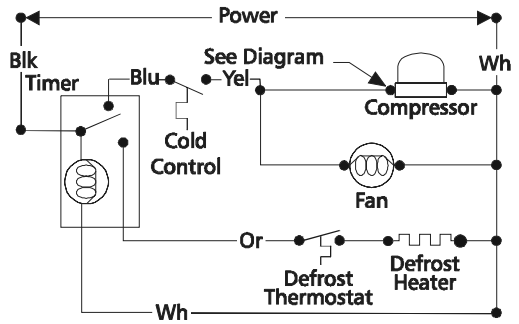 Power
Blk
Timer
Blu
See Diagram
Yel
Wh
Compressor
Cold
Control
Fan
Or
Defrost
Thermostat
Defrost
Heater
Wh